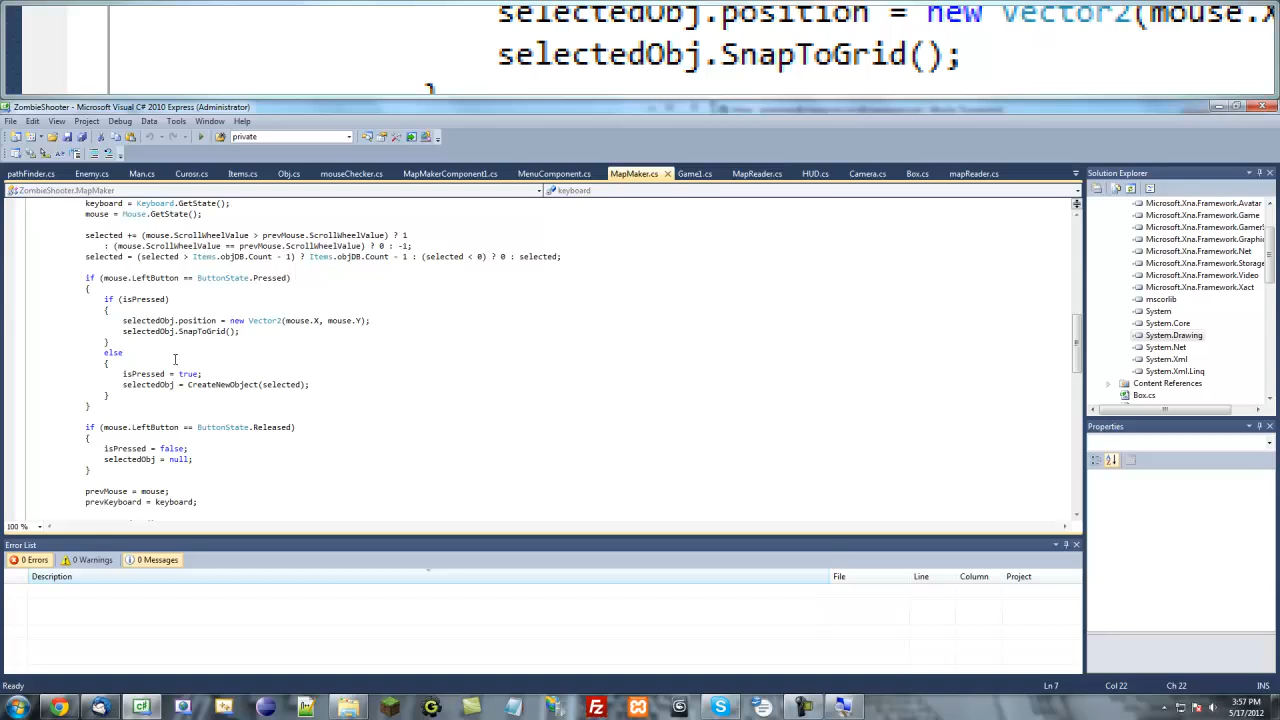 selectedObj.position = new Vector2(mouse.X
selectedObj.SnapToGrid();
}
ZombieShooter - Microsoft Visual C# 2010 Express (Administrator)
File Edit View Project Debug Data Tools Window Help
private
pathFinder.cs Enemy.cs Man.cs Curosr.cs Items.cs Obj.cs mouseChecker.cs MapMakerComponent1.cs MenuComponent.cs MapMaker.cs Game1.cs MapReader.cs HUD.cs Camera.cs Box.cs mapReader.cs
ZombieShooter.MapMaker keyboard
keyboard = Keyboard.GetState();
mouse = Mouse.GetState();
selected += (mouse.ScrollWheelValue > prevMouse.ScrollWheelValue) ? 1
: (mouse.ScrollWheelValue == prevMouse.ScrollWheelValue) ? 0 : -1;
selected = (selected > Items.objDB.Count - 1) ? Items.objDB.Count - 1 : (selected < 0) ? 0 : selected;
if (mouse.LeftButton == ButtonState.Pressed)
{
if (isPressed)
{
selectedObj.position = new Vector2(mouse.X, mouse.Y);
selectedObj.SnapToGrid();
}
else
{
isPressed = true;
selectedObj = CreateNewObject(selected);
}
}
if (mouse.LeftButton == ButtonState.Released)
{
isPressed = false;
selectedObj = null;
}
prevMouse = mouse;
prevKeyboard = keyboard;
100 %
Solution Explorer
Microsoft.Xna.Framework.Avatar
Microsoft.Xna.Framework.Game
Microsoft.Xna.Framework.Gamer
Microsoft.Xna.Framework.Graphic
Microsoft.Xna.Framework.Net
Microsoft.Xna.Framework.Storag
Microsoft.Xna.Framework.Video
Microsoft.Xna.Framework.Xact
mscorlib
System
System.Core
System.Drawing
System.Net
System.Xml
System.Xml.Linq
Content References
Box.cs
Properties
Error List
0 Errors 0 Warnings 0 Messages
Description File Line Column Project
Ready Ln 7 Col 22 Ch 22 INS
3:57 PM
5/17/2012